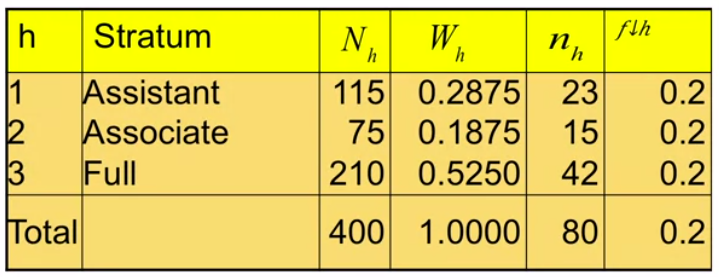 h Stratum N_h W_h n_h f↓h
1 Assistant 115 0.2875 23 0.2
2 Associate 75 0.1875 15 0.2
3 Full 210 0.5250 42 0.2
Total 400 1.0000 80 0.2